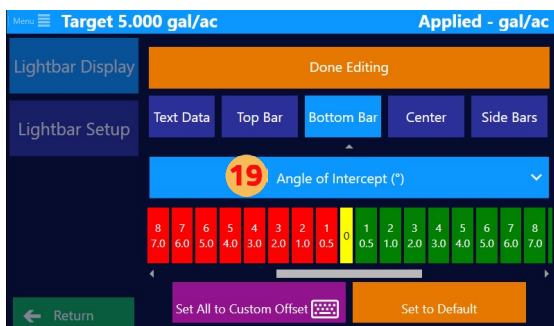 Menu Target 5.000 gal/ac Applied - gal/ac
Lightbar Display
Done Editing
Lightbar Setup
Text Data Top Bar Bottom Bar Center Side Bars
19 Angle of Intercept (°)
8 7 6 5 4 3 2 1 0 1 2 3 4 5 6 7 8
7.0 6.0 5.0 4.0 3.0 2.0 1.0 0.5 0.5 1.0 2.0 3.0 4.0 5.0 6.0 7.0
Set All to Custom Offset Set to Default
Return